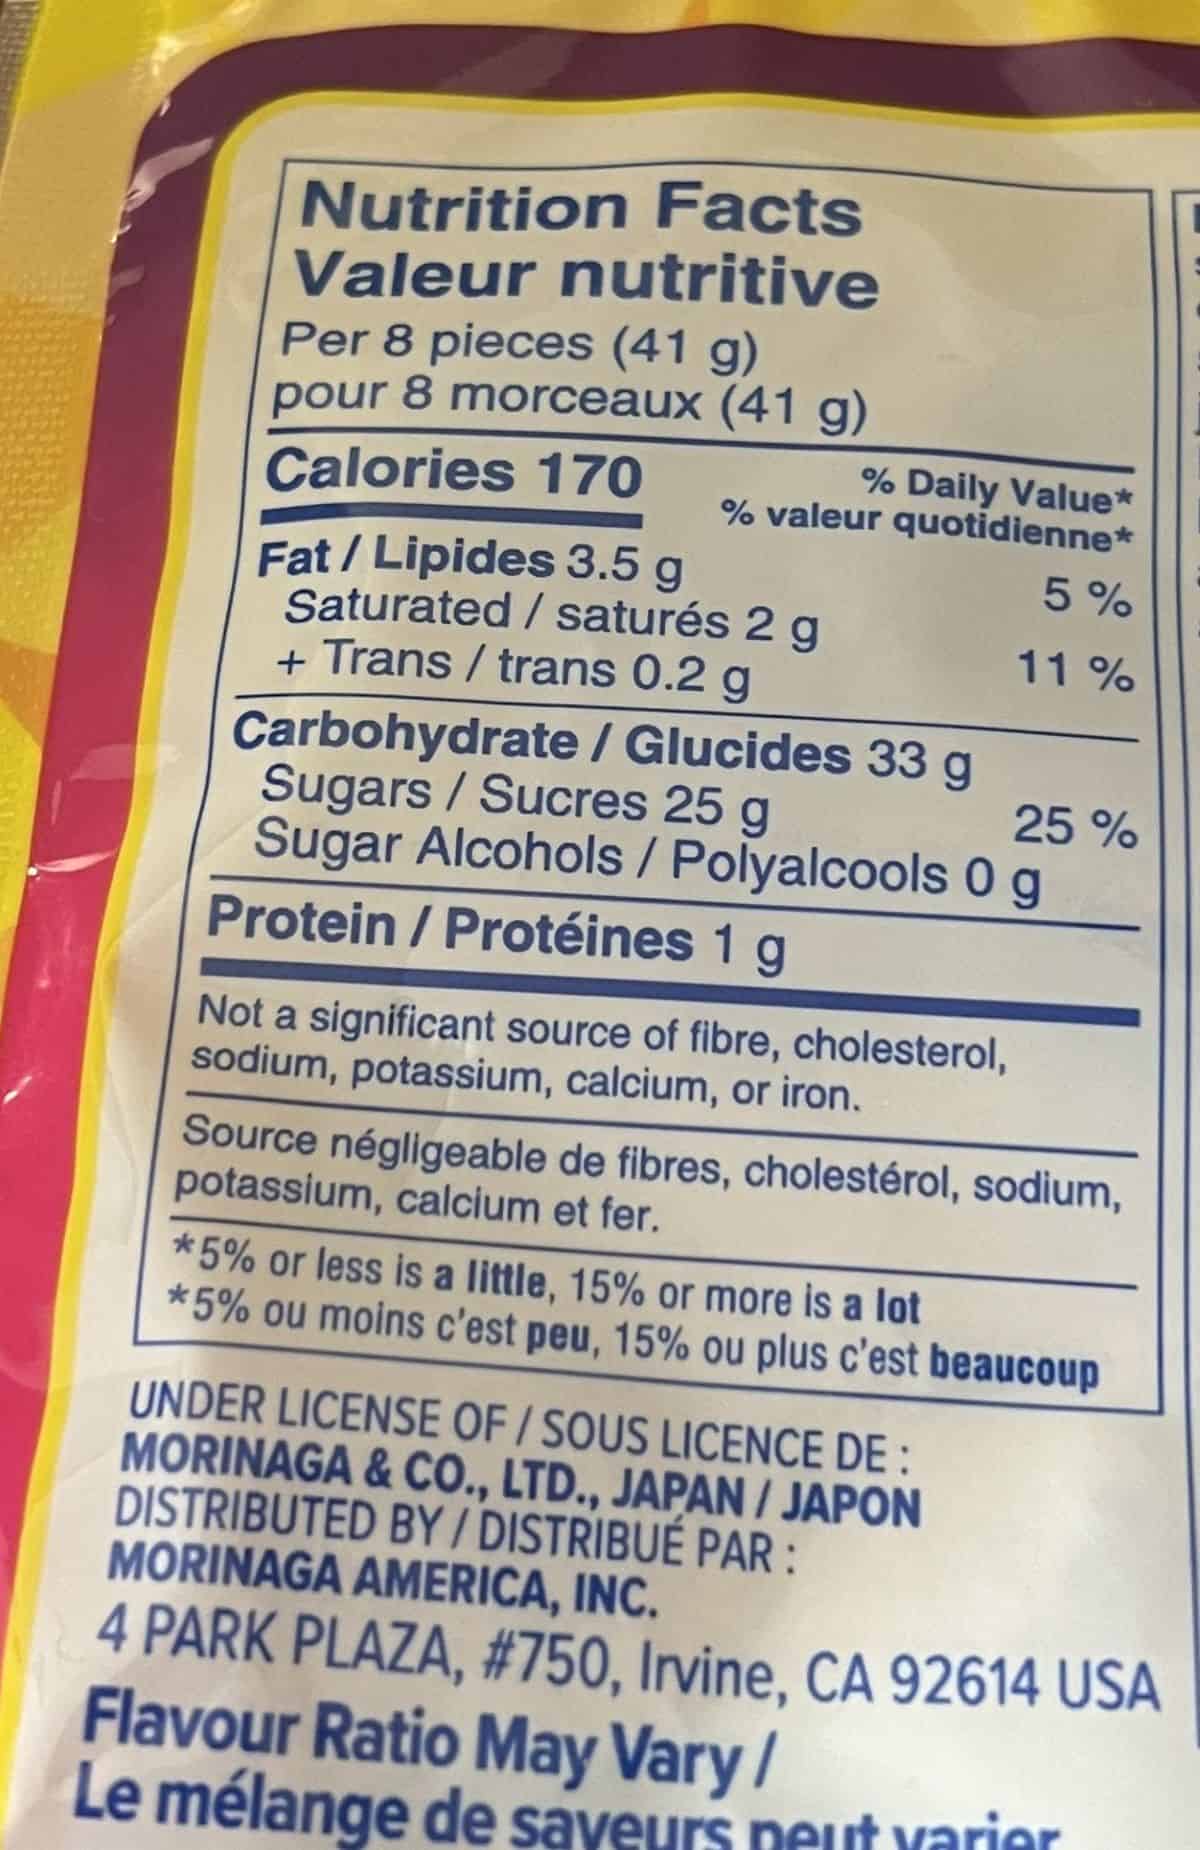 Nutrition Facts
Valeur nutritive
Per 8 pieces (41 g)
pour 8 morceaux (41 g)
Calories 170
% Daily Value*
% valeur quotidienne*
Fat / Lipides 3.5 g 5 %
Saturated / saturés 2 g
+ Trans / trans 0.2 g 11 %
Carbohydrate / Glucides 33 g
Sugars / Sucres 25 g 25 %
Sugar Alcohols / Polyalcools 0 g
Protein / Protéines 1 g
Not a significant source of fibre, cholesterol,
sodium, potassium, calcium, or iron.
Source négligeable de fibres, cholestérol, sodium,
potassium, calcium et fer.
*5% or less is a little, 15% or more is a lot
*5% ou moins c'est peu, 15% ou plus c'est beaucoup
UNDER LICENSE OF / SOUS LICENCE DE :
MORINAGA & CO., LTD., JAPAN / JAPON
DISTRIBUTED BY / DISTRIBUÉ PAR :
MORINAGA AMERICA, INC.
4 PARK PLAZA, #750, Irvine, CA 92614 USA
Flavour Ratio May Vary /
Le mélange de saveurs peut varier